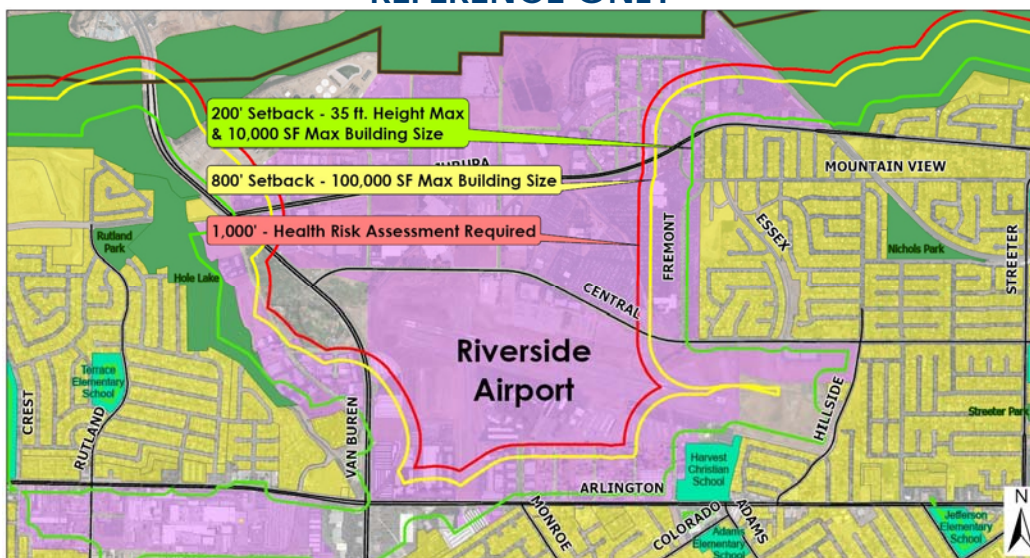 200' Setback - 35 ft. Height Max
& 10,000 SF Max Building Size
MOUNTAIN VIEW
800' Setback - 100,000 SF Max Building Size
ESSEX
Rutland
Park
1,000' - Health Risk Assessment Required
FREMONT
Nichols Park
STREETER
Hole Lake
CENTRAL
Riverside
Airport
Terrace
Elementary
School
CREST
RUTLAND
VAN BUREN
HILLSIDE
Streeter Park
Harvest
Christian
School
ARLINGTON
MONROE
COLORADO
ADAMS
Adams
Elementary
School
Jefferson
Elementary
School
N